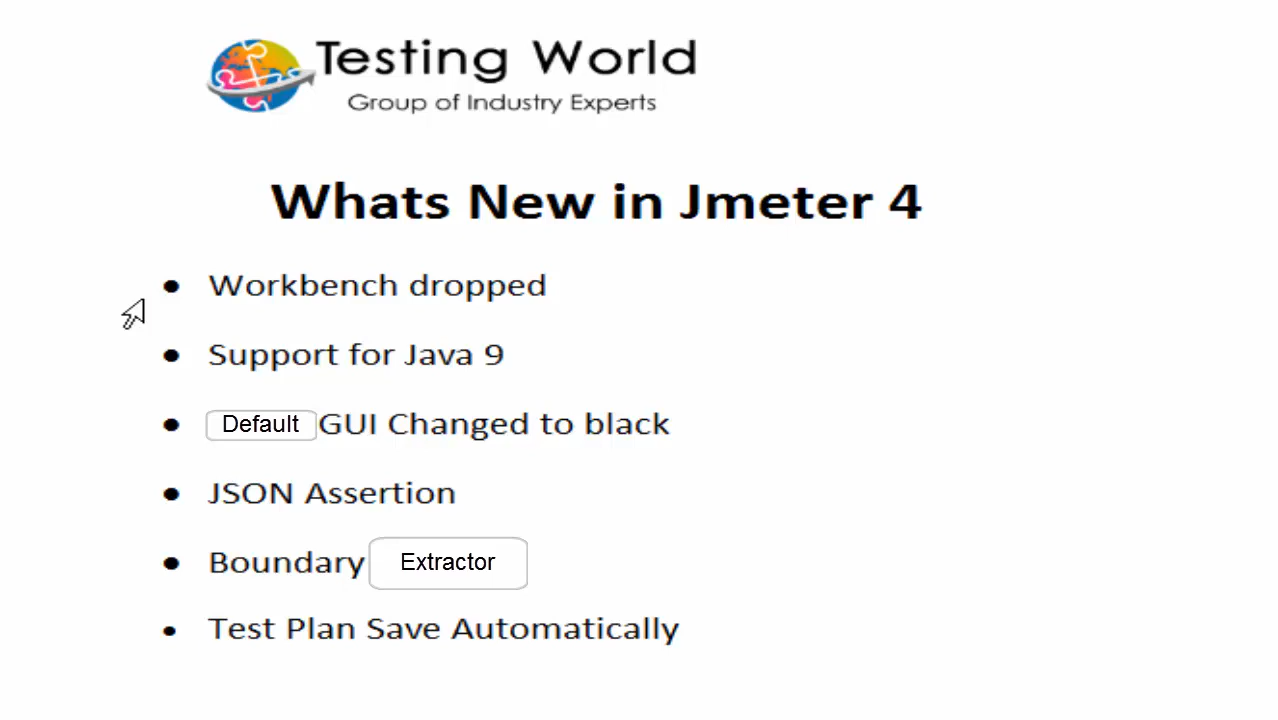 Testing World
Group of Industry Experts
Whats New in Jmeter 4
• Workbench dropped
• Support for Java 9
• Default GUI Changed to black
• JSON Assertion
• Boundary Extractor
• Test Plan Save Automatically